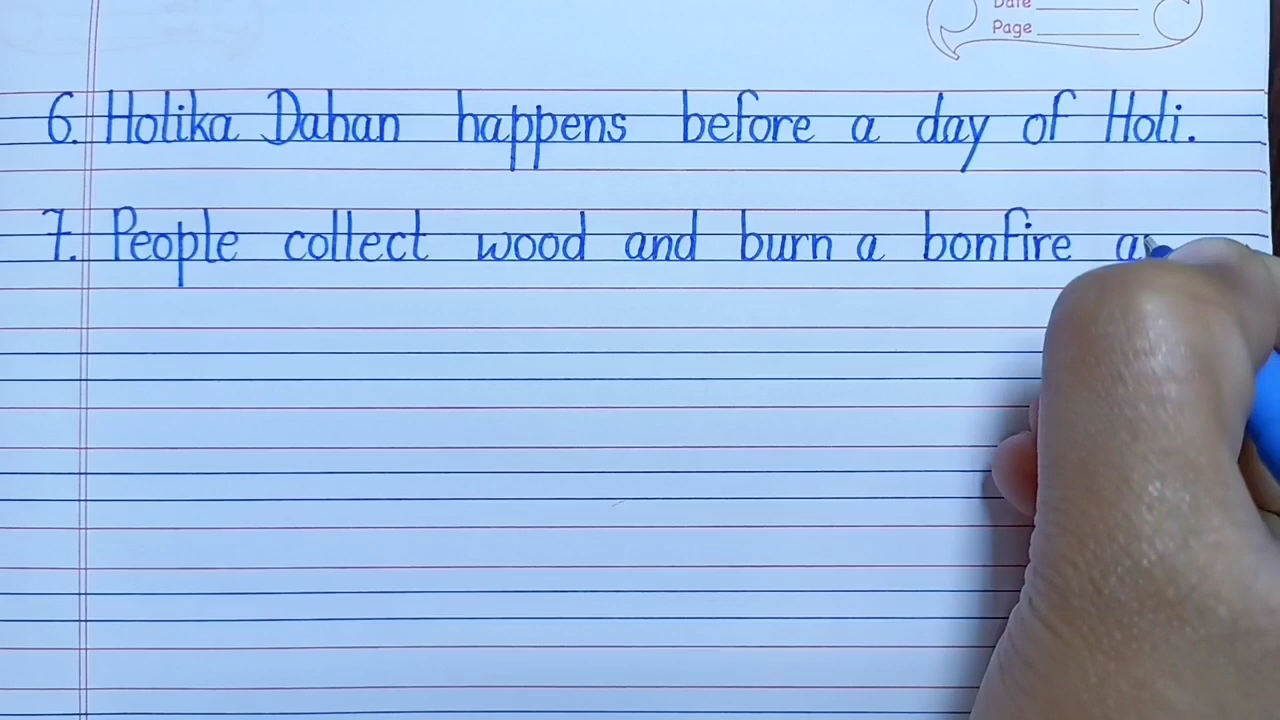 Date
Page
6. Holika Dahan happens before a day of Holi.
7. People collect wood and burn a bonfire